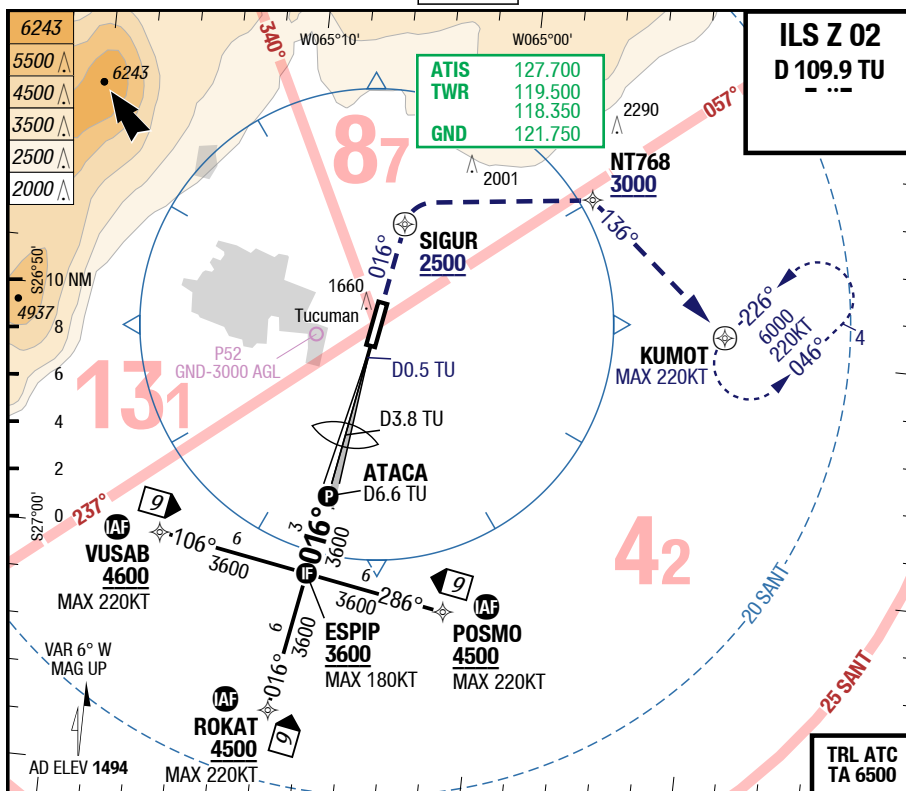 6243
5500
4500
3500
2500
2000
6243
4937
340°
W065°10'
W065°00'
ATIS 127.700
TWR 119.500
118.350
GND 121.750
ILS Z 02
D 109.9 TU
2290
057°
87
2001
NT768
3000
136°
016°
SIGUR
2500
S26°50'
10 NM
8
6
4
2
0
S27°00'
1660
Tucuman
P52
GND-3000 AGL
226°
6000
220KT
046°
4
KUMOT
MAX 220KT
D0.5 TU
131
D3.8 TU
ATACA
D6.6 TU
P
237°
3
016°
3600
42
IAF
VUSAB
4600
MAX 220KT
9
106°
6
3600
IF
6
3600
286°
9
IAF
POSMO
4500
MAX 220KT
ESPIP
3600
MAX 180KT
6
3600
016°
IAF
ROKAT
4500
MAX 220KT
9
20 SANT
25 SANT
VAR 6° W
MAG UP
AD ELEV 1494
TRL ATC
TA 6500